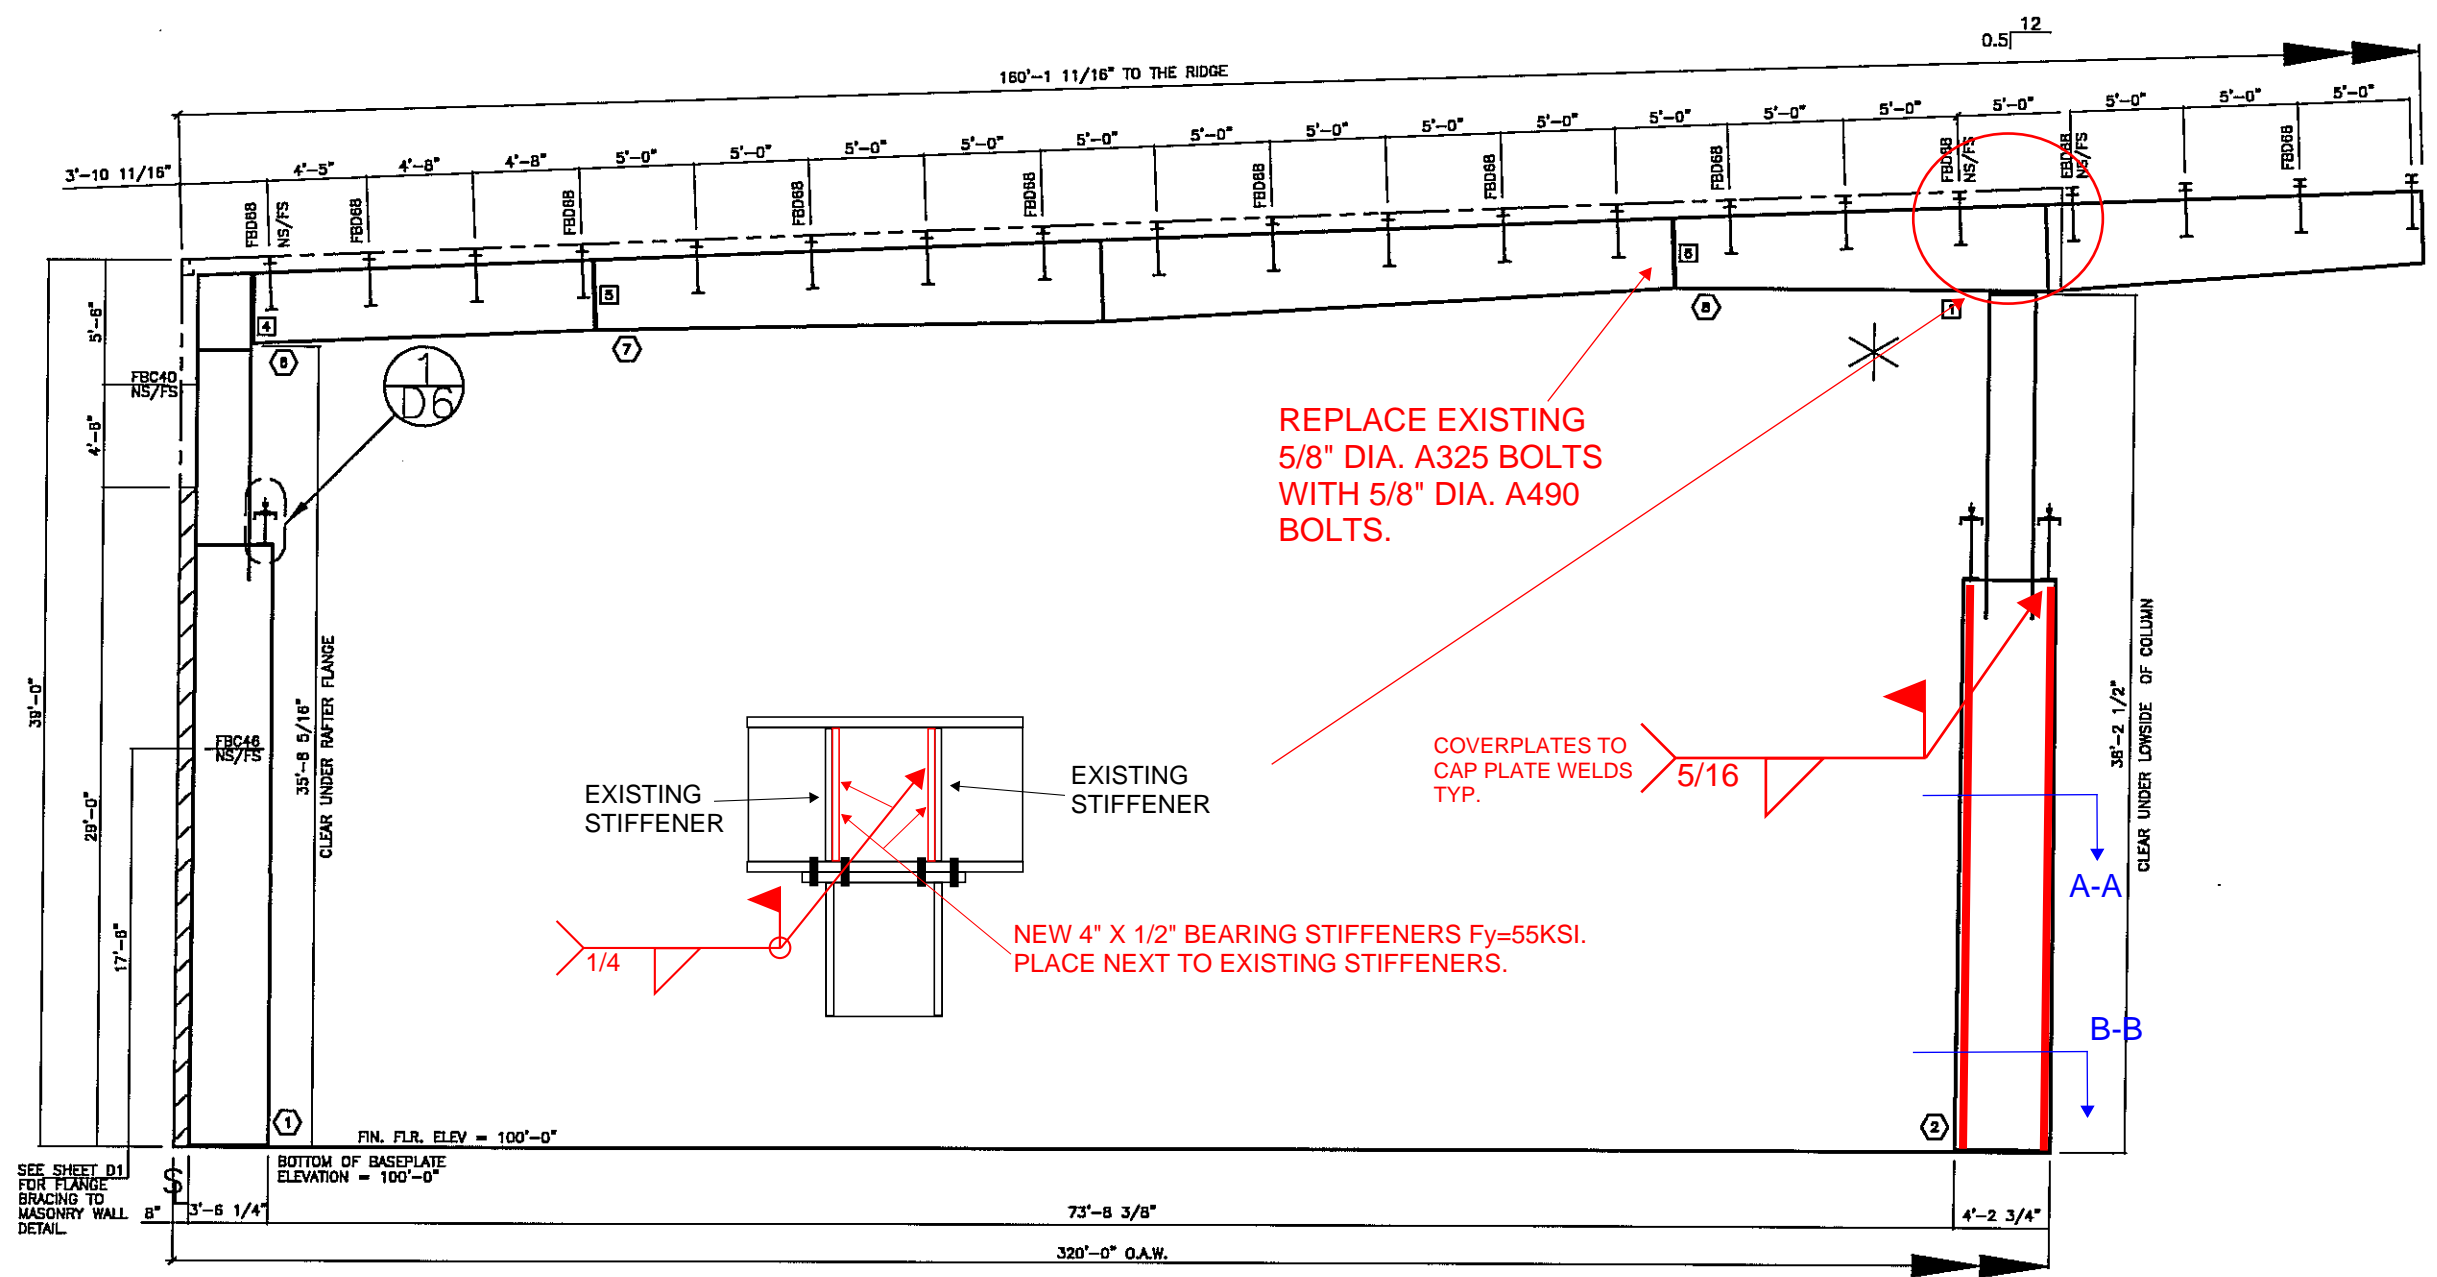 12
0.5
160'-1 11/16" TO THE RIDGE
5'-0" 5'-0" 5'-0" 5'-0" 5'-0" 5'-0" 5'-0" 5'-0" 5'-0" 5'-0" 5'-0" 5'-0" 5'-0" 5'-0" 5'-0" 5'-0"
3'-10 11/16" 4'-5" 4'-8" 4'-8"
FBD68
NS/FS
FBD68
FBD68
FBD68
FBD68
FBD68
FBD68
FBD68
FBD68
NS/FS
FBD68
NS/FS
FBD68
4
6
7
8
1
1
D6
5'-6"
4'-6"
FBC40
NS/FS
39'-0"
29'-0"
17'-8"
FBC46
NS/FS
35'-8 5/16"
CLEAR UNDER RAFTER FLANGE
REPLACE EXISTING
5/8" DIA. A325 BOLTS
WITH 5/8" DIA. A490
BOLTS.
EXISTING
STIFFENER
EXISTING
STIFFENER
1/4
NEW 4" X 1/2" BEARING STIFFENERS Fy=55KSI.
PLACE NEXT TO EXISTING STIFFENERS.
COVERPLATES TO
CAP PLATE WELDS
TYP.
5/16
38'-2 1/2"
CLEAR UNDER LOWSIDE OF COLUMN
A-A
B-B
1
2
FIN. FLR. ELEV = 100'-0"
BOTTOM OF BASEPLATE
ELEVATION = 100'-0"
SEE SHEET D1
FOR FLANGE
BRACING TO
MASONRY WALL
DETAIL
8" 3'-6 1/4" 73'-8 3/8" 4'-2 3/4"
320'-0" O.A.W.